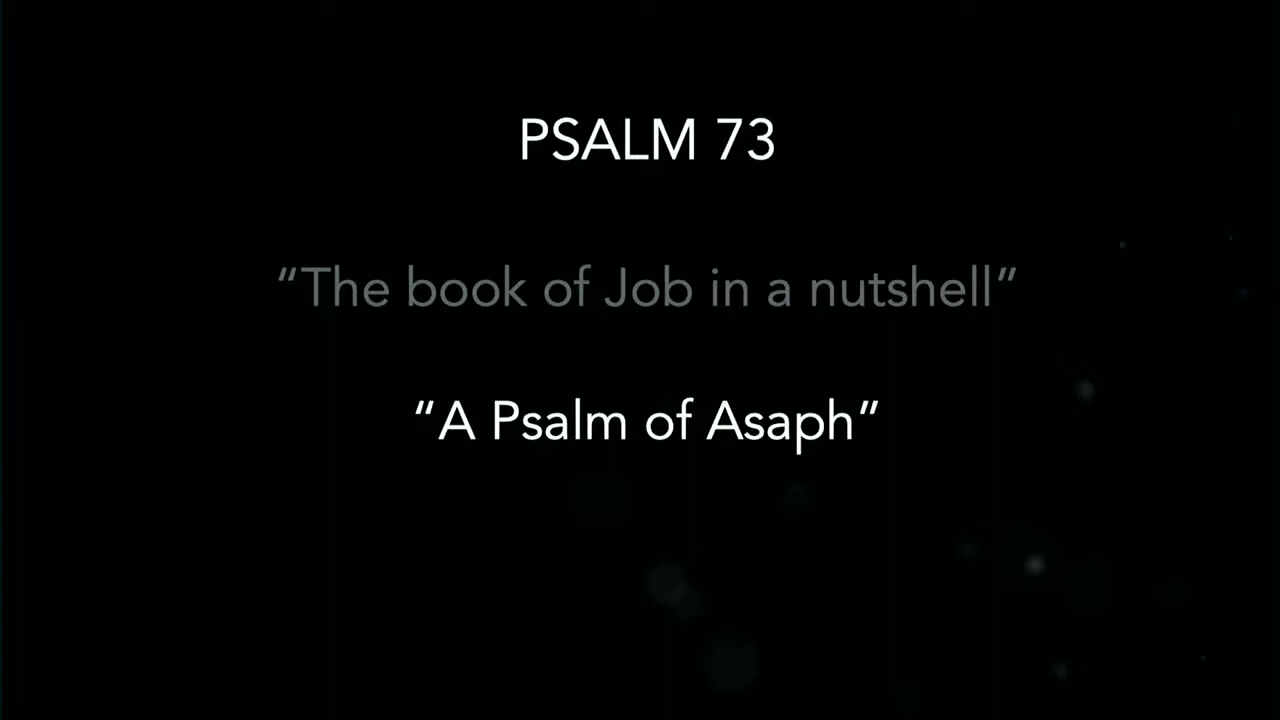 PSALM 73
“The book of Job in a nutshell”
“A Psalm of Asaph”